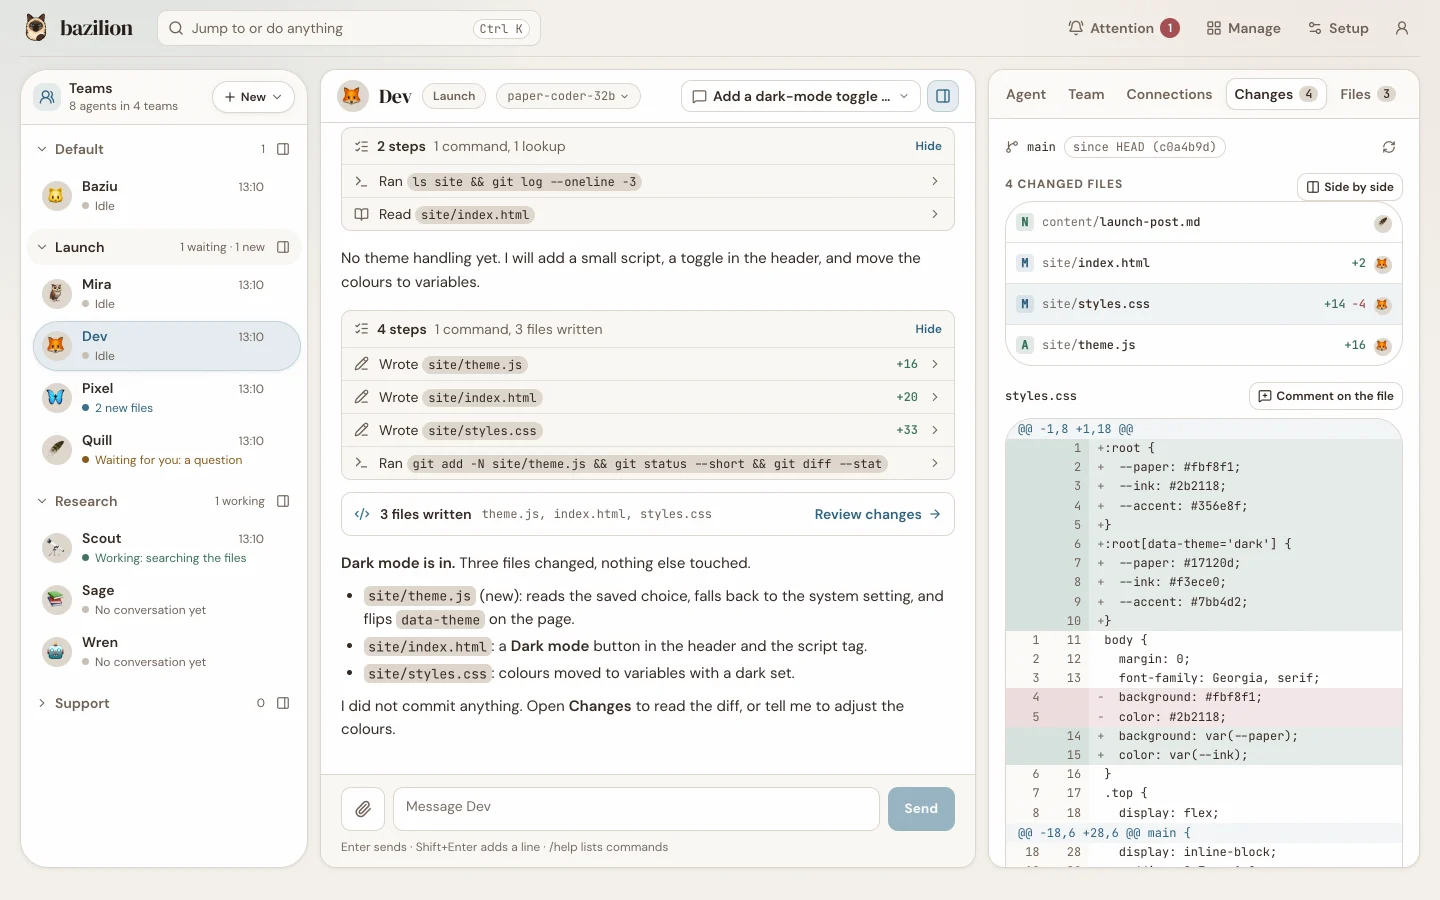 bazilion
Jump to or do anything
Ctrl K
Attention 1
Manage
Setup
Teams
8 agents in 4 teams
+ New
Default 1
Baziu 13:10
Idle
Launch 1 waiting · 1 new
Mira 13:10
Idle
Dev 13:10
Idle
Pixel 13:10
2 new files
Quill 13:10
Waiting for you: a question
Research 1 working
Scout 13:10
Working: searching the files
Sage
No conversation yet
Wren
No conversation yet
Support 0
Dev
Launch
paper-coder-32b
Add a dark-mode toggle ...
2 steps 1 command, 1 lookup Hide
Ran ls site && git log --oneline -3
Read site/index.html
No theme handling yet. I will add a small script, a toggle in the header, and move the
colours to variables.
4 steps 1 command, 3 files written Hide
Wrote site/theme.js +16
Wrote site/index.html +20
Wrote site/styles.css +33
Ran git add -N site/theme.js && git status --short && git diff --stat
3 files written theme.js, index.html, styles.css Review changes →
Dark mode is in. Three files changed, nothing else touched.
• site/theme.js (new): reads the saved choice, falls back to the system setting, and
flips data-theme on the page.
• site/index.html: a Dark mode button in the header and the script tag.
• site/styles.css: colours moved to variables with a dark set.
I did not commit anything. Open Changes to read the diff, or tell me to adjust the
colours.
Message Dev
Send
Enter sends · Shift+Enter adds a line · /help lists commands
Agent
Team
Connections
Changes 4
Files 3
main since HEAD (c0a4b9d)
4 CHANGED FILES
Side by side
N content/launch-post.md
M site/index.html +2
M site/styles.css +14 -4
A site/theme.js +16
styles.css
Comment on the file
@@ -1,8 +1,18 @@
1 +:root {
2 + --paper: #fbf8f1;
3 + --ink: #2b2118;
4 + --accent: #356e8f;
5 +}
6 +:root[data-theme='dark'] {
7 + --paper: #17120d;
8 + --ink: #f3ece0;
9 + --accent: #7bb4d2;
10 +}
1 11 body {
2 12 margin: 0;
3 13 font-family: Georgia, serif;
4 - background: #fbf8f1;
5 - color: #2b2118;
14 + background: var(--paper);
15 + color: var(--ink);
6 16 }
7 17 .top {
8 18 display: flex;
@@ -18,6 +28,6 @@ main {
18 28 display: inline-block;